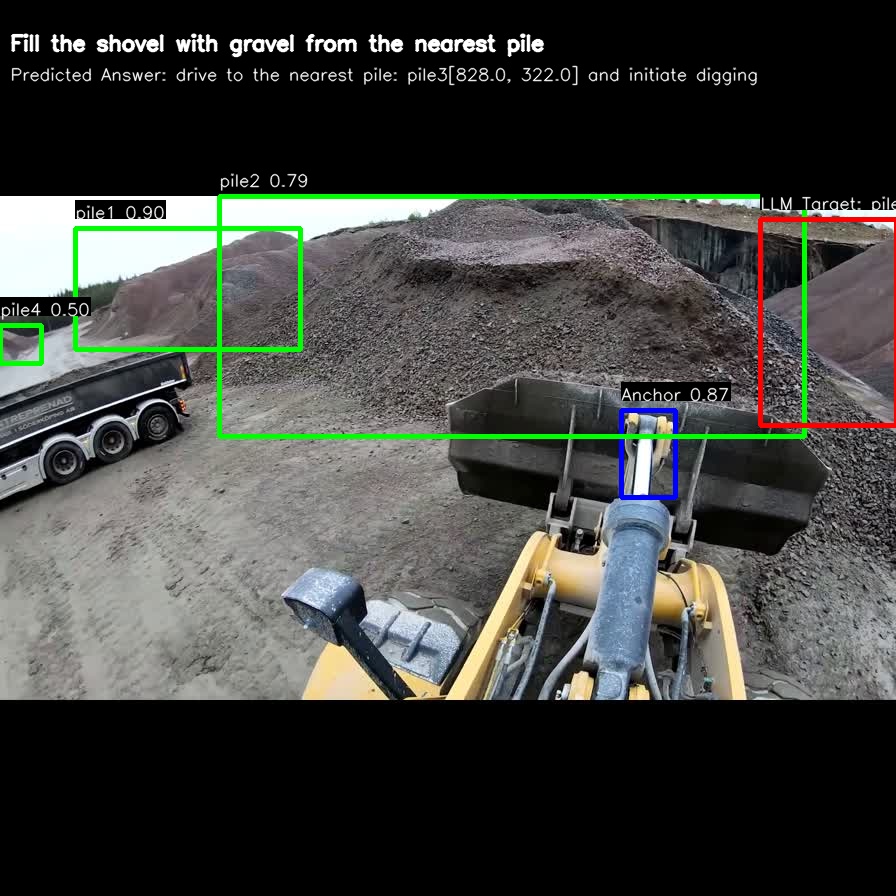 Fill the shovel with gravel from the nearest pile
Predicted Answer: drive to the nearest pile: pile3[828.0, 322.0] and initiate digging
pile2 0.79
LLM Target: pile
pile1 0.90
pile4 0.50
Anchor 0.87